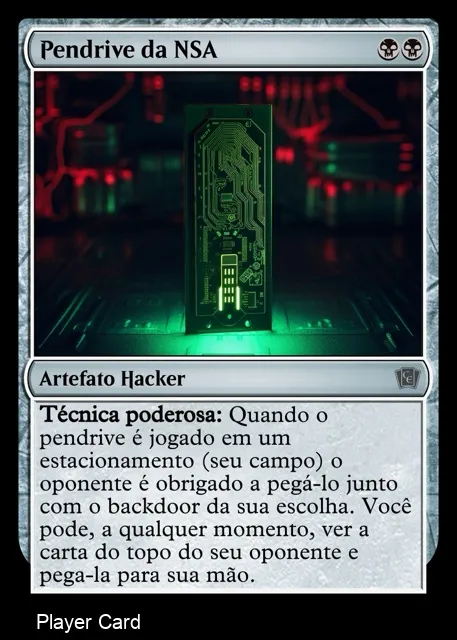 Pendrive da NSA
Artefato Hacker
Técnica poderosa: Quando o
pendrive é jogado em um
estacionamento (seu campo) o
oponente é obrigado a pegá-lo junto
com o backdoor da sua escolha. Você
pode, a qualquer momento, ver a
carta do topo do seu oponente e
pega-la para sua mão.
Player Card